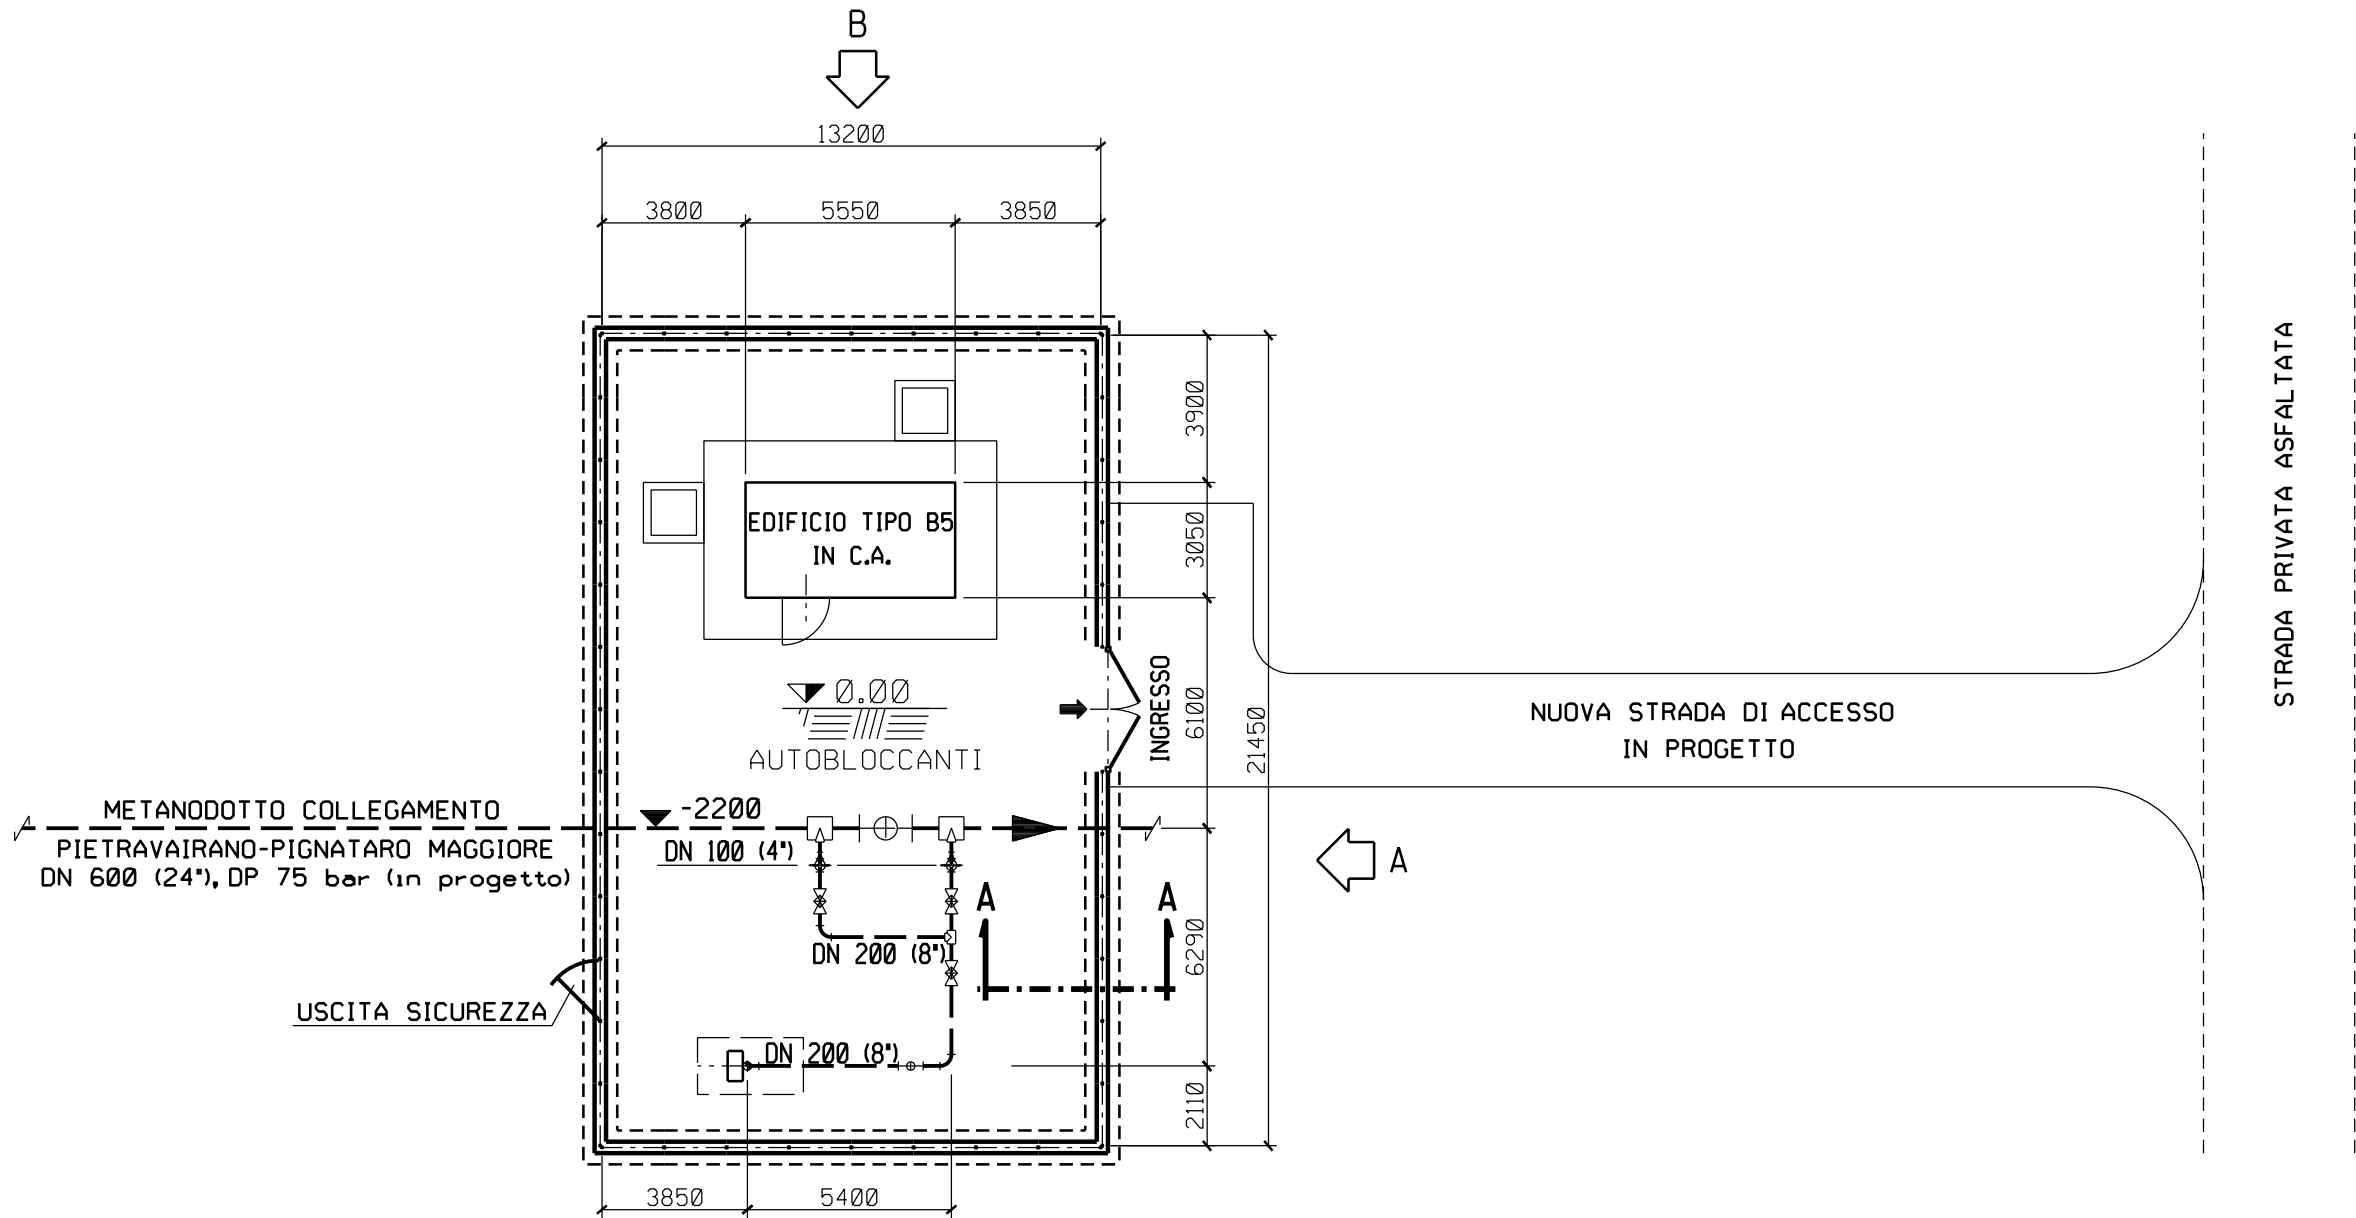 B
13200
3800
5550
3850
3900
EDIFICIO TIPO B5
IN C.A.
3050
STRADA PRIVATA ASFALTATA
0.00
AUTOBLOCCANTI
INGRESSO
6100
21450
NUOVA STRADA DI ACCESSO
IN PROGETTO
METANODOTTO COLLEGAMENTO
PIETRAVAIRANO-PIGNATARO MAGGIORE
DN 600 (24"), DP 75 bar (in progetto)
-2200
DN 100 (4")
A
A
A
DN 200 (8")
6290
USCITA SICUREZZA
DN 200 (8")
2110
3850
5400